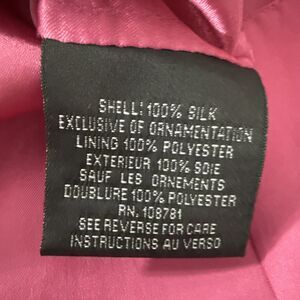 SHELL: 100% SILK
EXCLUSIVE OF ORNAMENTATION
LINING 100% POLYESTER
EXTERIEUR 100% SOIE
SAUF LES ORNEMENTS
DOUBLURE 100% POLYESTER
RN. 108781
SEE REVERSE FOR CARE
INSTRUCTIONS AU VERSO